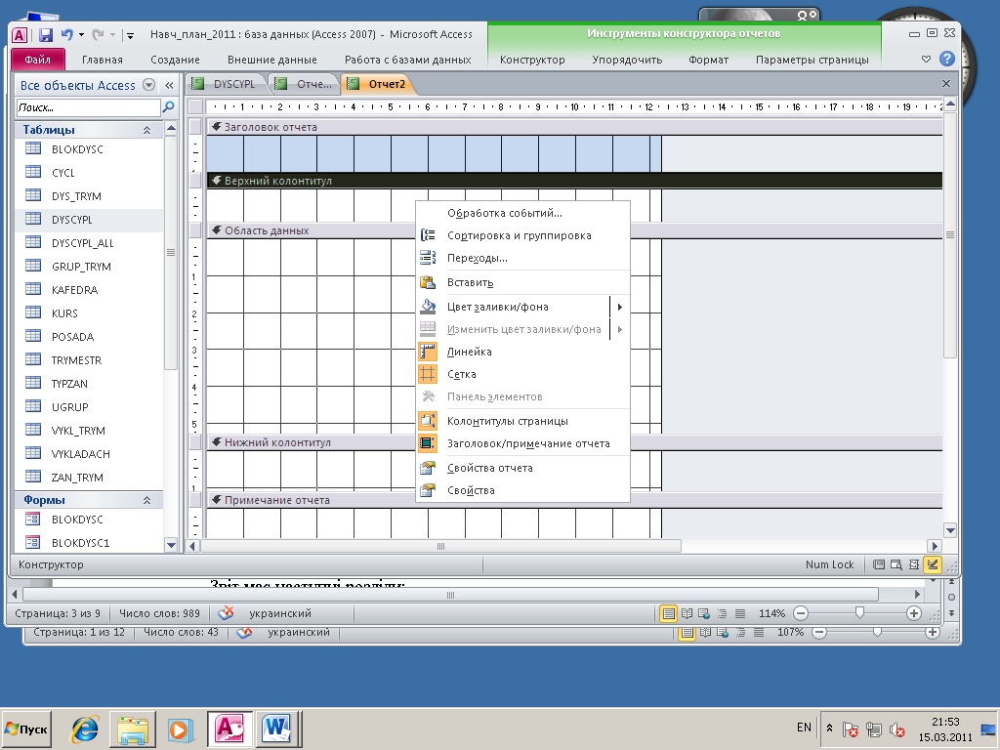 8°
Навч_план_2011 : база данных (Access 2007) - Microsoft Access
Инструменты конструктора отчетов
Файл
Главная
Создание
Внешние данные
Работа с базами данных
Конструктор
Упорядочить
Формат
Параметры страницы
Все объекты Access
DYSCYPL
Отче...
Отчет2
Поиск...
1 2 3 4 5 6 7 8 9 10 11 12 13 14 15 16 17 18 19
Таблицы
BLOKDYSC
CYCL
DYS_TRYM
DYSCYPL
DYSCYPL_ALL
GRUP_TRYM
KAFEDRA
KURS
POSADA
TRYMESTR
TYPZAN
UGRUP
VYKL_TRYM
VYKLADACH
ZAN_TRYM
Формы
BLOKDYSC
BLOKDYSC1
Заголовок отчета
Верхний колонтитул
Область данных
1
2
3
4
5
Нижний колонтитул
1
Примечание отчета
Обработка событий...
Сортировка и группировка
Переходы...
Вставить
Цвет заливки/фона
Изменить цвет заливки/фона
Линейка
Сетка
Панель элементов
Колонтитулы страницы
Заголовок/примечание отчета
Свойства отчета
Свойства
Конструктор
Num Lock
Звіт має наступні розділи:
Страница: 3 из 9
Число слов: 989
украинский
114%
Страница: 1 из 12
Число слов: 43
украинский
107%
Пуск
EN
21:53
15.03.2011